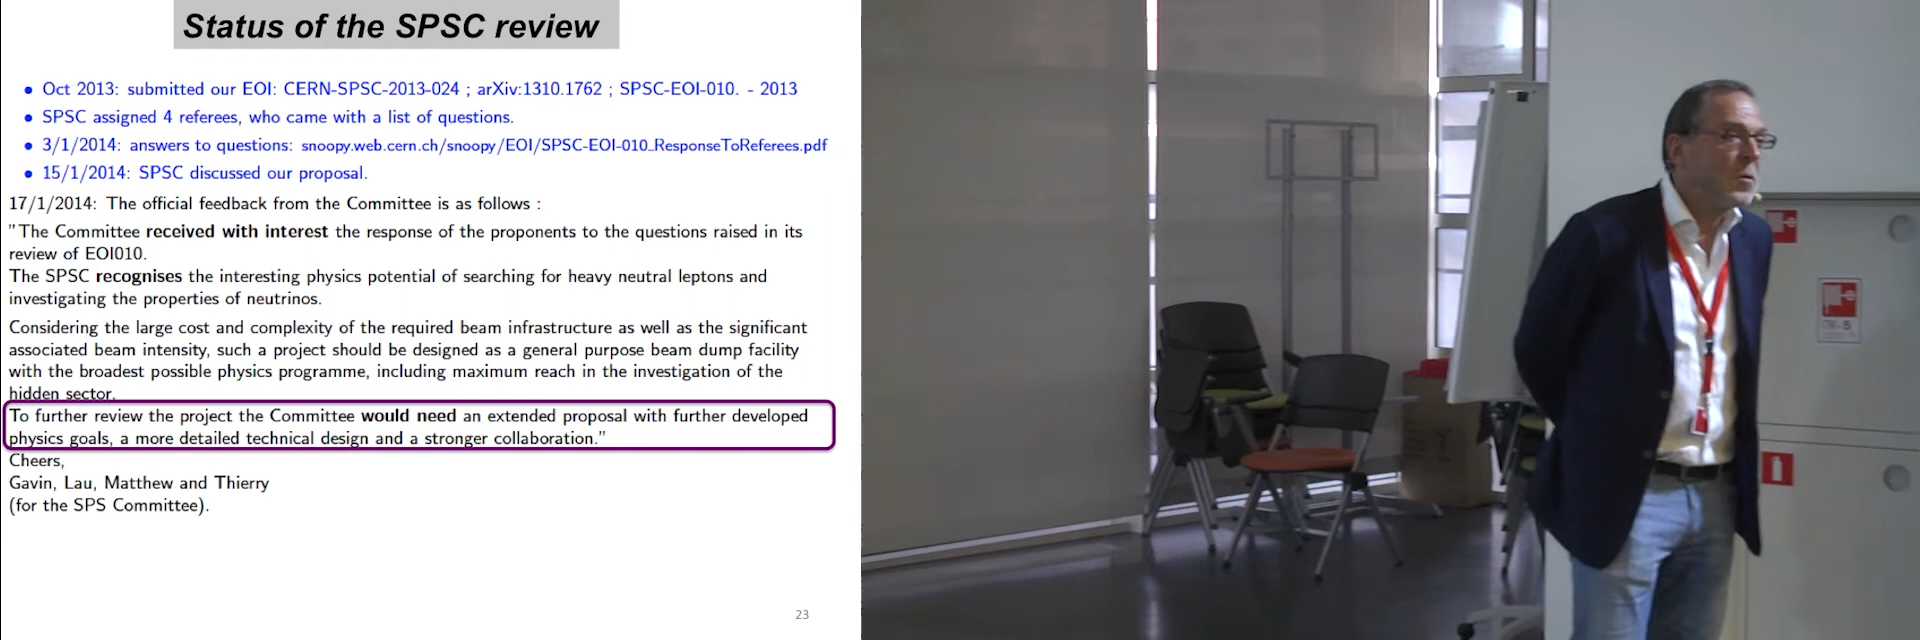 Status of the SPSC review
• Oct 2013: submitted our EOI: CERN-SPSC-2013-024 ; arXiv:1310.1762 ; SPSC-EOI-010. - 2013
• SPSC assigned 4 referees, who came with a list of questions.
• 3/1/2014: answers to questions: snoopy.web.cern.ch/snoopy/EOI/SPSC-EOI-010_ResponseToReferees.pdf
• 15/1/2014: SPSC discussed our proposal.
17/1/2014: The official feedback from the Committee is as follows :
"The Committee received with interest the response of the proponents to the questions raised in its
review of EOI010.
The SPSC recognises the interesting physics potential of searching for heavy neutral leptons and
investigating the properties of neutrinos.
Considering the large cost and complexity of the required beam infrastructure as well as the significant
associated beam intensity, such a project should be designed as a general purpose beam dump facility
with the broadest possible physics programme, including maximum reach in the investigation of the
hidden sector.
To further review the project the Committee would need an extended proposal with further developed
physics goals, a more detailed technical design and a stronger collaboration."
Cheers,
Gavin, Lau, Matthew and Thierry
(for the SPS Committee).
23